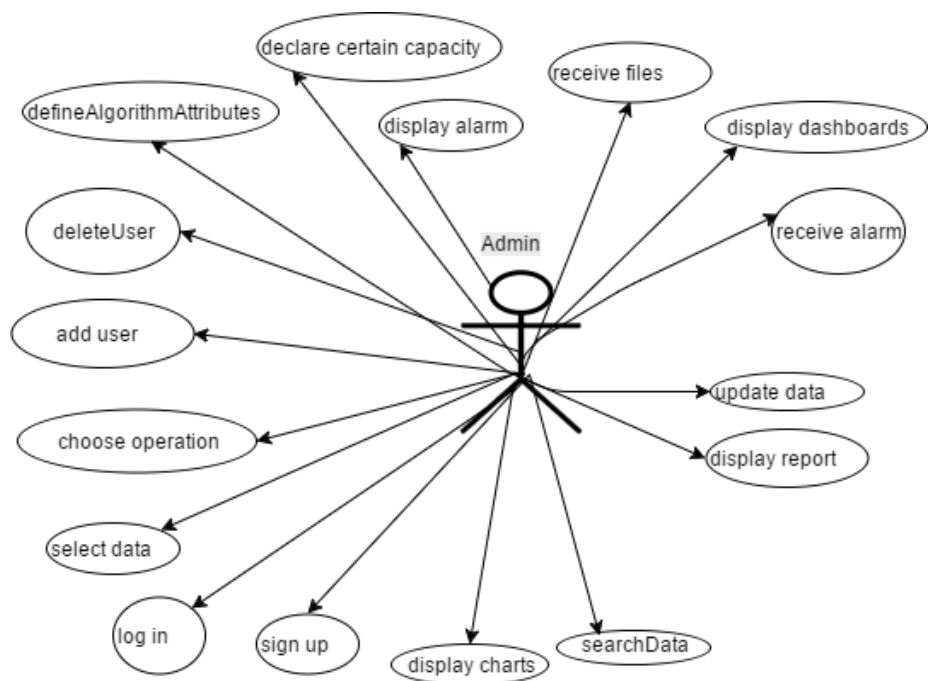 declare certain capacity
receive files
defineAlgorithmAttributes
display alarm
display dashboards
deleteUser
Admin
receive alarm
add user
update data
choose operation
display report
select data
log in
sign up
display charts
searchData